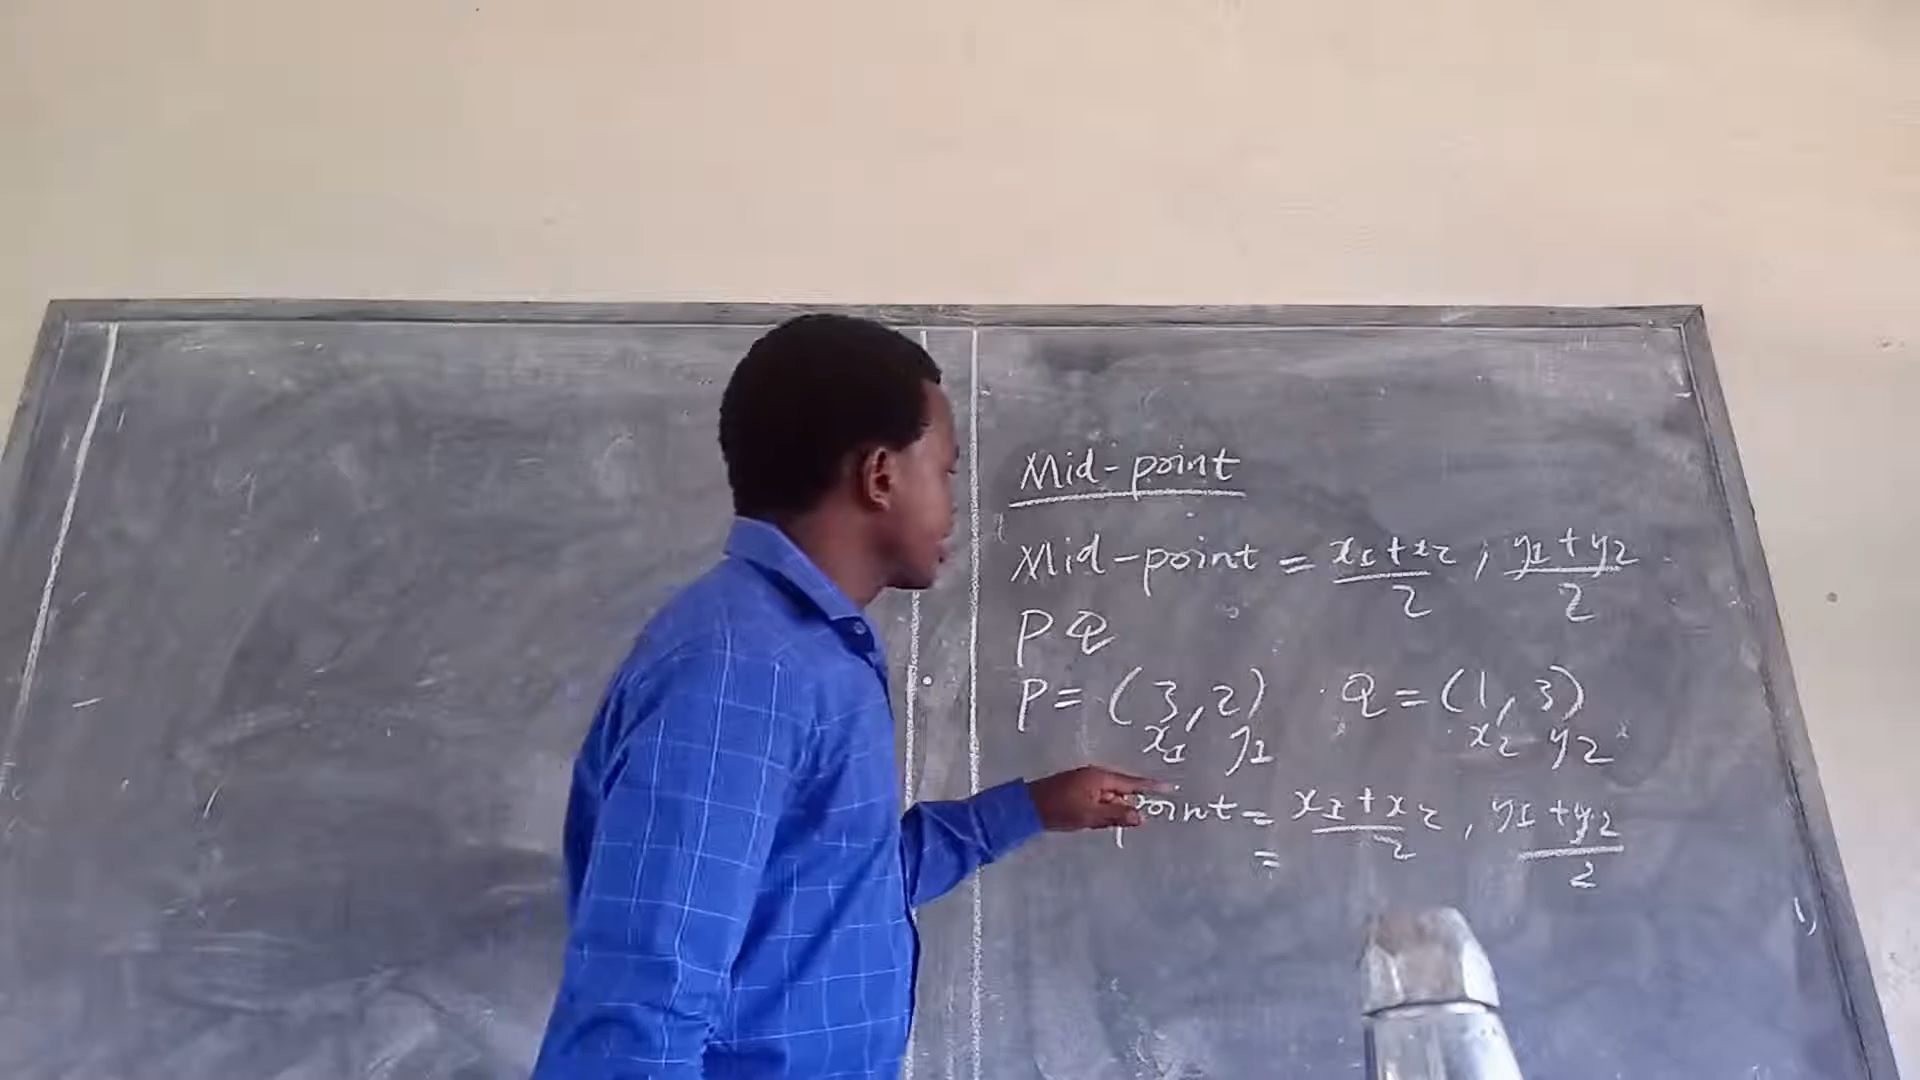 Mid-point
Mid-point = x1+x2/2, y1+y2/2
PQ
P = (3, 2) Q = (1, 3)
x1 y1 x2 y2
point = x1+x2/2, y1+y2/2
=